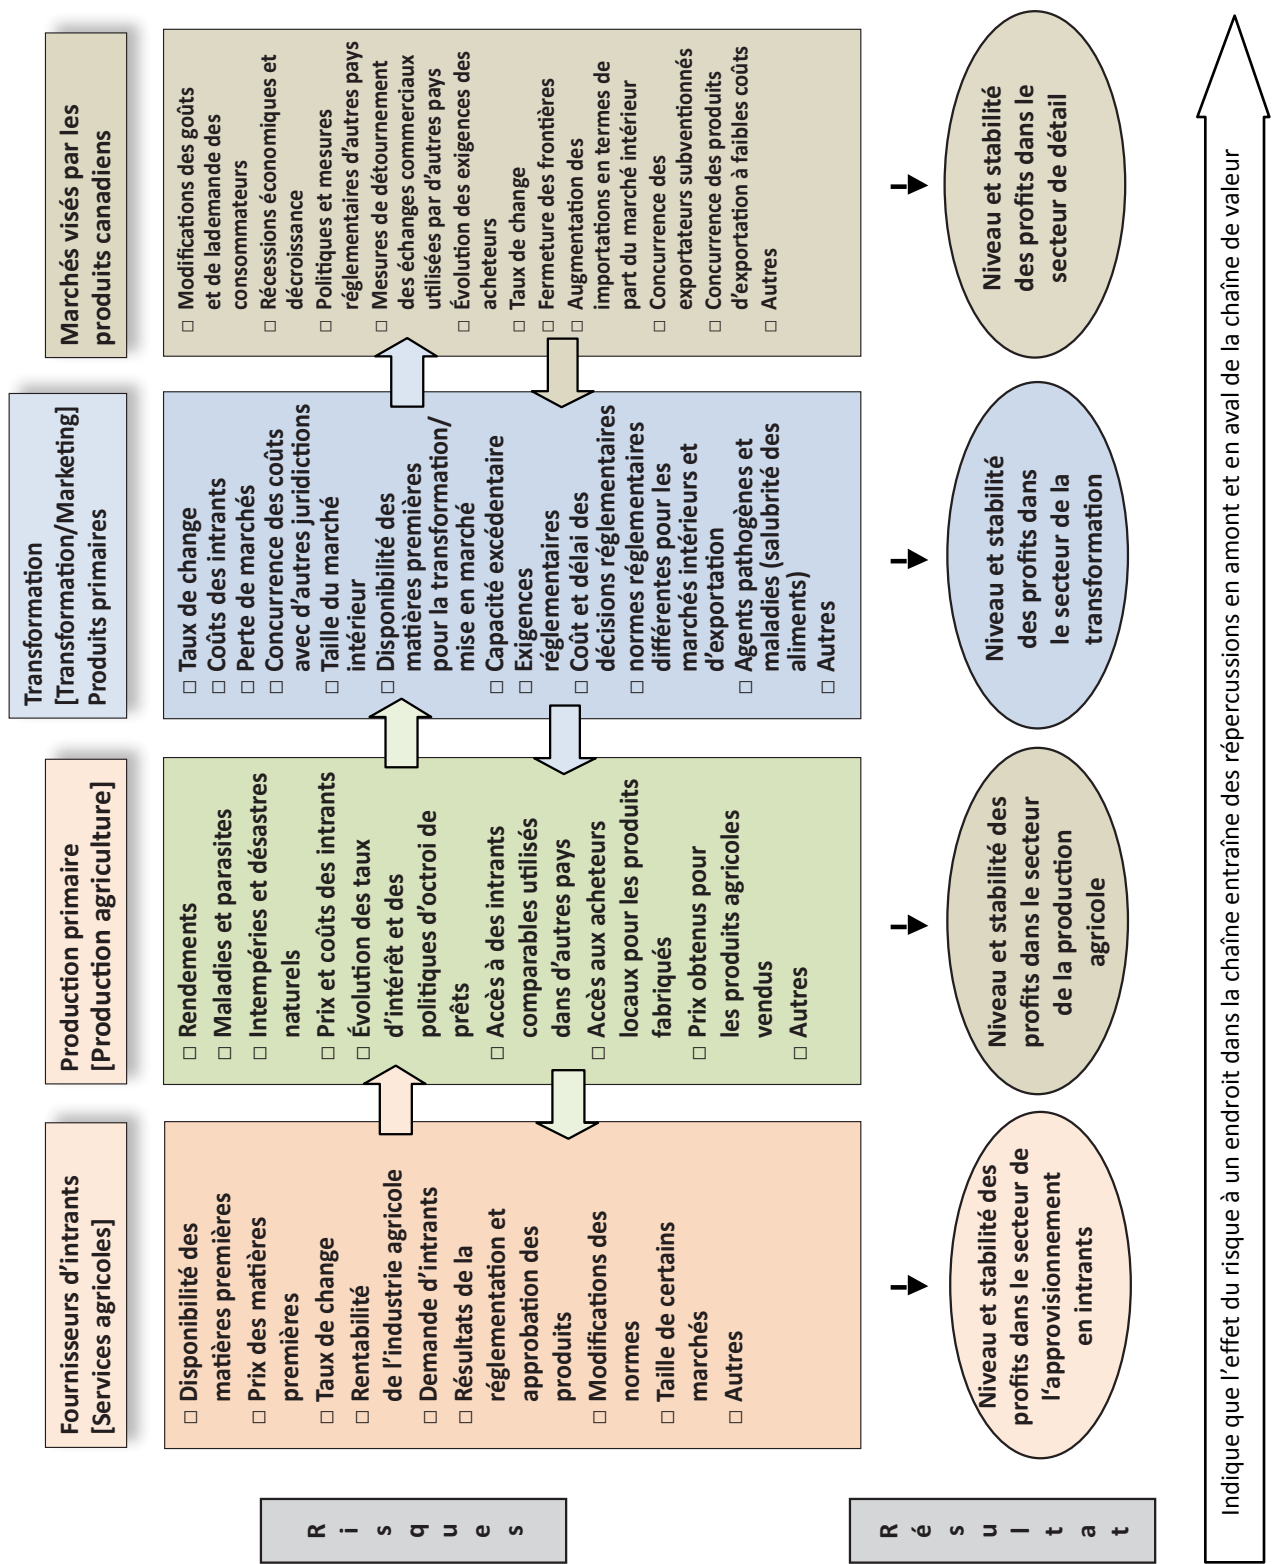 Fournisseurs d'intrants
[Services agricoles]
Production primaire
[Production agriculture]
Transformation
[Transformation/Marketing]
Produits primaires
Marchés visés par les
produits canadiens
Risques
□ Disponibilité des
matières premières
□ Prix des matières
premières
□ Taux de change
□ Rentabilité
de l'industrie agricole
□ Demande d'intrants
□ Résultats de la
réglementation et
approbation des
produits
□ Modifications des
normes
□ Taille de certains
marchés
□ Autres
□ Rendements
□ Maladies et parasites
□ Intempéries et désastres
naturels
□ Prix et coûts des intrants
□ Évolution des taux
d'intérêt et des
politiques d'octroi de
prêts
□ Accès à des intrants
comparables utilisés
dans d'autres pays
□ Accès aux acheteurs
locaux pour les produits
fabriqués
□ Prix obtenus pour
les produits agricoles
vendus
□ Autres
□ Taux de change
□ Coûts des intrants
□ Perte de marchés
□ Concurrence des coûts
avec d'autres juridictions
□ Taille du marché
intérieur
□ Disponibilité des
matières premières
pour la transformation/
mise en marché
□ Capacité excédentaire
□ Exigences
réglementaires
□ Coût et délai des
décisions réglementaires
□ normes réglementaires
différentes pour les
marchés intérieurs et
d'exportation
□ Agents pathogènes et
maladies (salubrité des
aliments)
□ Autres
□ Modifications des goûts
et de lademande des
consommateurs
□ Récessions économiques et
décroissance
□ Politiques et mesures
réglementaires d'autres pays
□ Mesures de détournement
des échanges commerciaux
utilisées par d'autres pays
□ Évolution des exigences des
acheteurs
□ Taux de change
□ Fermeture des frontières
□ Augmentation des
importations en termes de
part du marché intérieur
□ Concurrence des
exportateurs subventionnés
□ Concurrence des produits
d'exportation à faibles coûts
□ Autres
Résultat
Niveau et stabilité des
profits dans le secteur de
l'approvisionnement
en intrants
Niveau et stabilité des
profits dans le secteur
de la production
agricole
Niveau et stabilité
des profits dans
le secteur de la
transformation
Niveau et stabilité
des profits dans le
secteur de détail
Indique que l'effet du risque à un endroit dans la chaîne entraîne des répercussions en amont et en aval de la chaîne de valeur